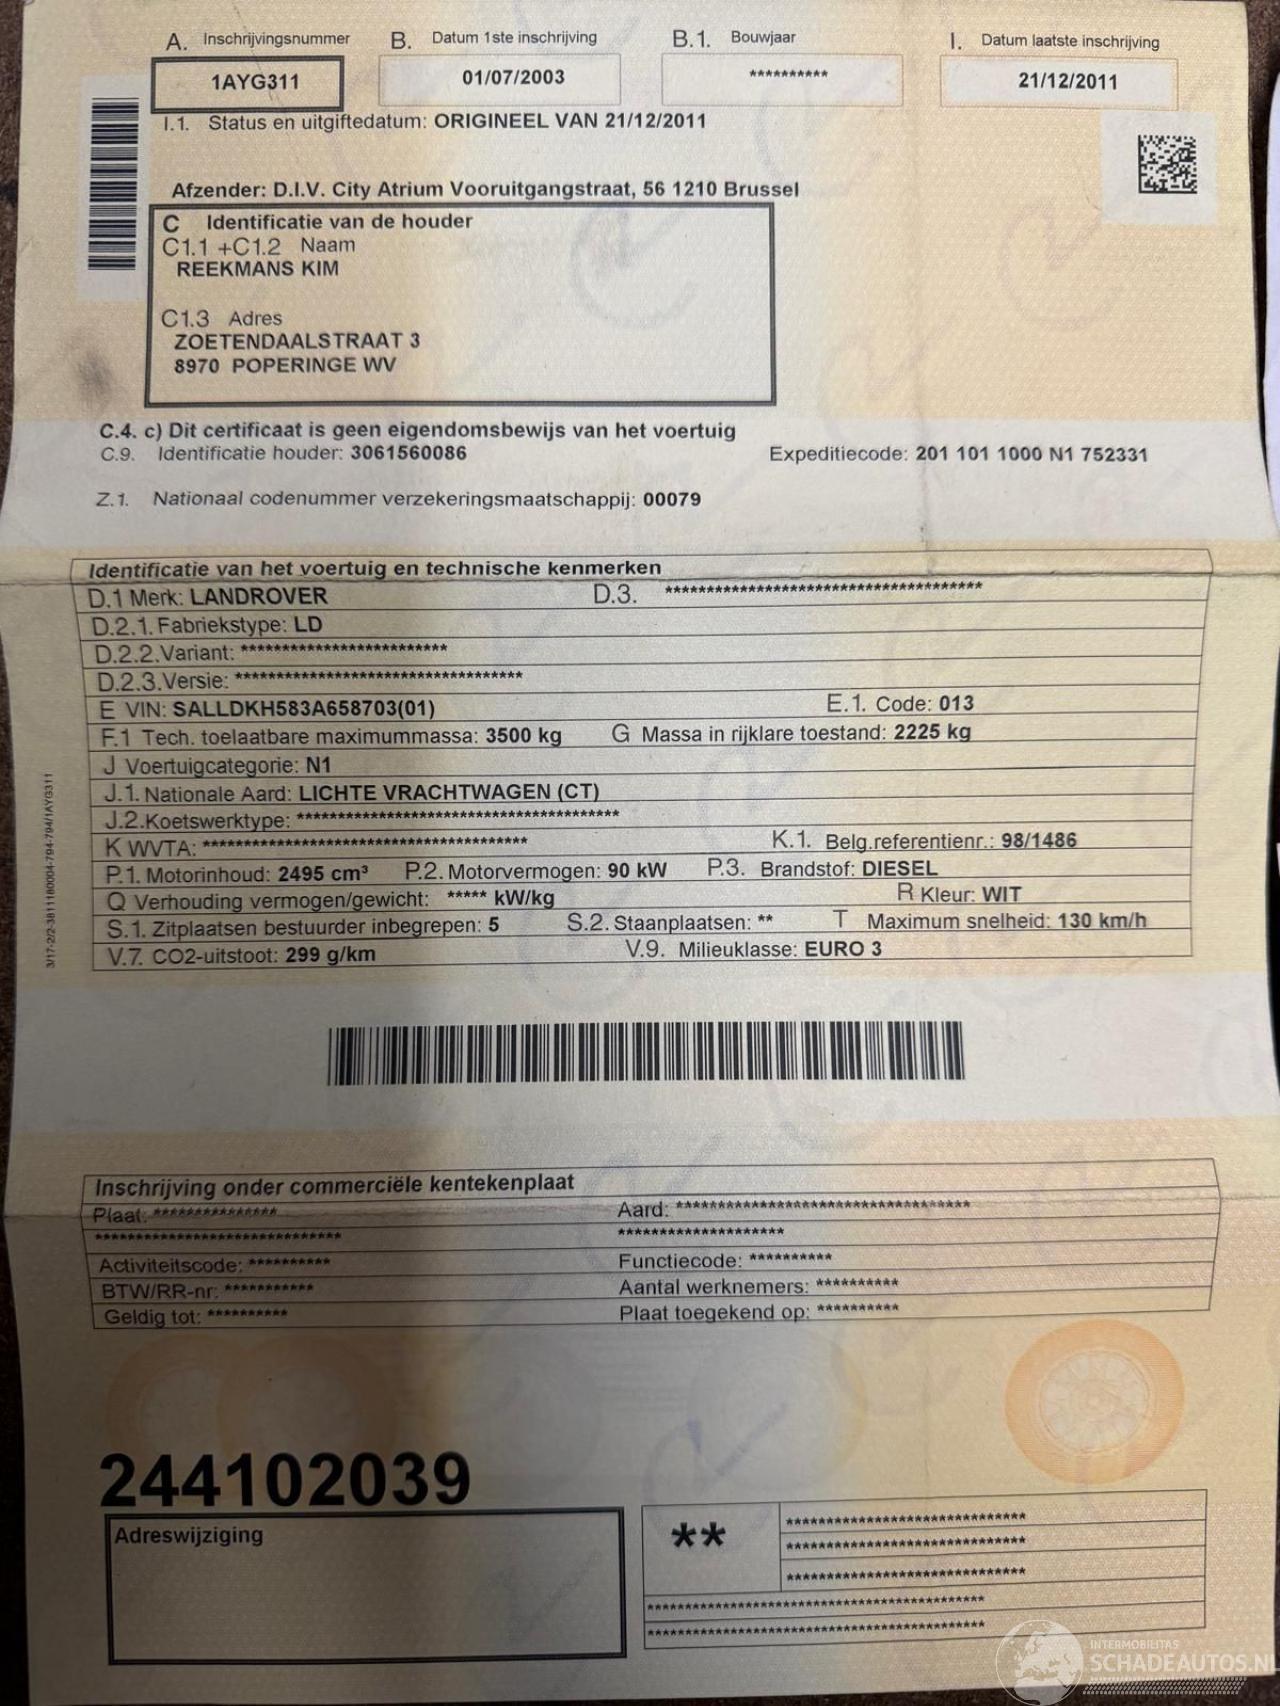 A. Inschrijvingsnummer B. Datum 1ste inschrijving B.1. Bouwjaar I. Datum laatste inschrijving
1AYG311 01/07/2003 ********** 21/12/2011
I.1. Status en uitgiftedatum: ORIGINEEL VAN 21/12/2011
Afzender: D.I.V. City Atrium Vooruitgangstraat, 56 1210 Brussel
C Identificatie van de houder
C1.1 +C1.2 Naam
REEKMANS KIM
C1.3 Adres
ZOETENDAALSTRAAT 3
8970 POPERINGE WV
C.4. c) Dit certificaat is geen eigendomsbewijs van het voertuig
C.9. Identificatie houder: 3061560086 Expeditiecode: 201 101 1000 N1 752331
Z.1. Nationaal codenummer verzekeringsmaatschappij: 00079
Identificatie van het voertuig en technische kenmerken
D.1 Merk: LANDROVER D.3. **************************************
D.2.1. Fabriekstype: LD
D.2.2. Variant: *************************
D.2.3. Versie: ***********************************
E VIN: SALLDKH583A658703(01) E.1. Code: 013
F.1 Tech. toelaatbare maximummassa: 3500 kg G Massa in rijklare toestand: 2225 kg
J Voertuigcategorie: N1
J.1. Nationale Aard: LICHTE VRACHTWAGEN (CT)
J.2. Koetswerktype: ***************************************
K WVTA: *************************************** K.1. Belg.referentienr.: 98/1486
P.1. Motorinhoud: 2495 cm³ P.2. Motorvermogen: 90 kW P.3. Brandstof: DIESEL
Q Verhouding vermogen/gewicht: ***** kW/kg R Kleur: WIT
S.1. Zitplaatsen bestuurder inbegrepen: 5 S.2. Staanplaatsen: ** T Maximum snelheid: 130 km/h
V.7. CO2-uitstoot: 299 g/km V.9. Milieuklasse: EURO 3
3/17-2/2-3811180004-794-794/1AYG311
Inschrijving onder commerciële kentekenplaat
Plaat: *************** Aard: ***********************************
****************************** ********************
Activiteitscode: ********** Functiecode: **********
BTW/RR-nr: *********** Aantal werknemers: **********
Geldig tot: ********** Plaat toegekend op: **********
244102039
Adreswijziging
** *****************************
*****************************
*****************************
*****************************************
*****************************************
INTERMOBILITAS
SCHADEAUTOS.NL